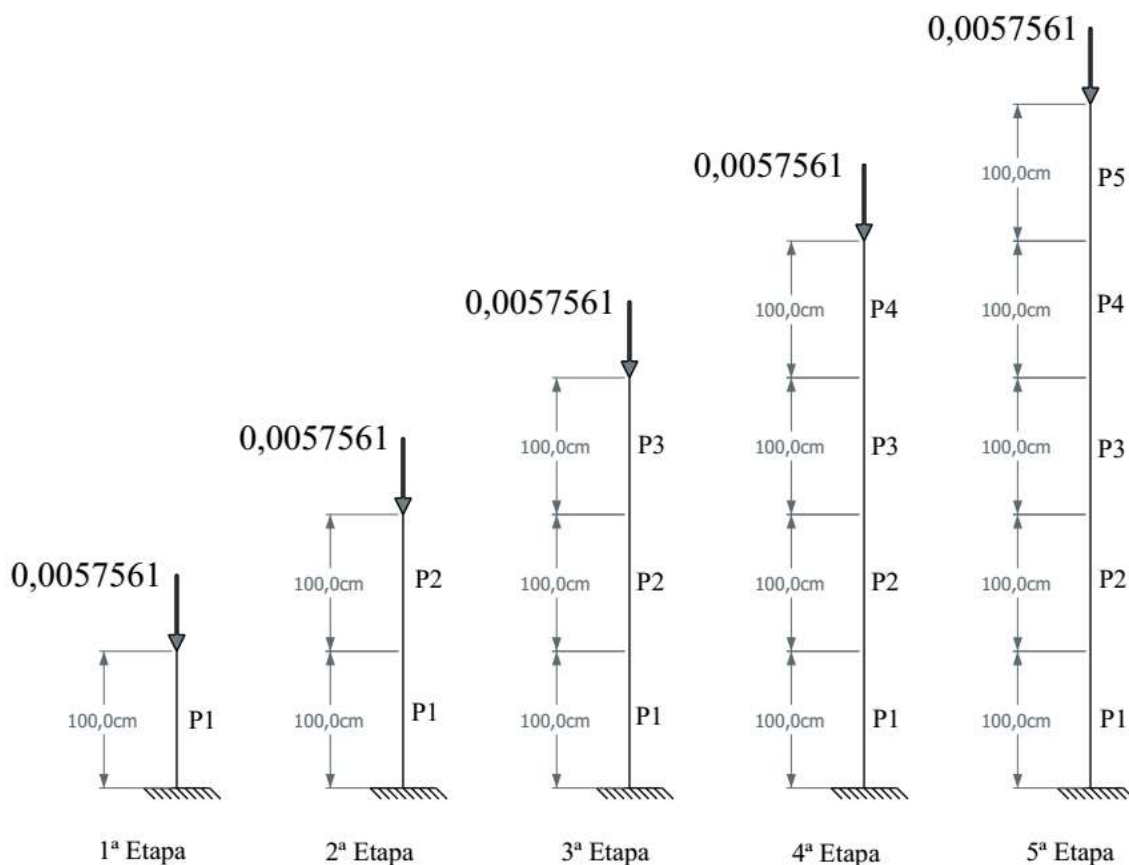 0,0057561
0,0057561
100,0cm
P5
0,0057561
100,0cm
P4
100,0cm
P4
0,0057561
100,0cm
P3
100,0cm
P3
100,0cm
P3
0,0057561
100,0cm
P2
100,0cm
P2
100,0cm
P2
100,0cm
P2
100,0cm
P1
100,0cm
P1
100,0cm
P1
100,0cm
P1
100,0cm
P1
1ª Etapa
2ª Etapa
3ª Etapa
4ª Etapa
5ª Etapa